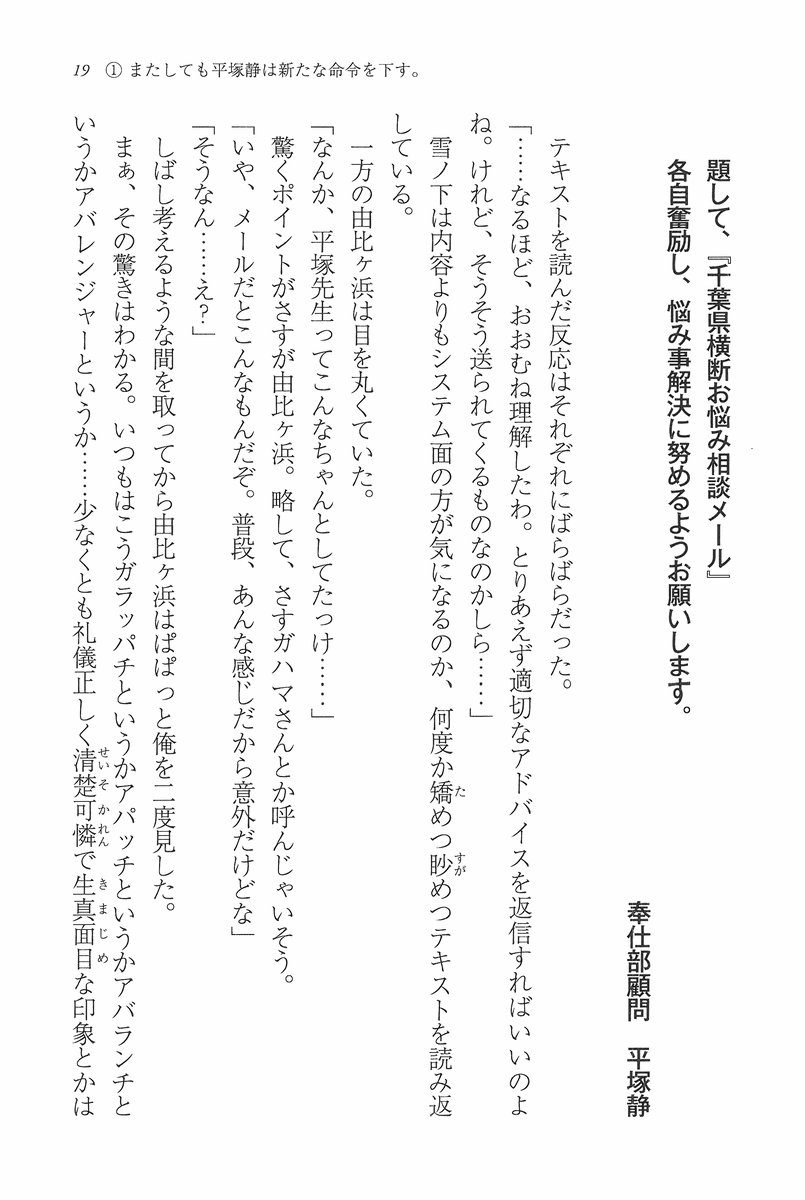 19 ① またしても平塚静は新たな命令を下す。
題して、『千葉県横断お悩み相談メール』
各自奮励し、悩み事解決に努めるようお願いします。
奉仕部顧問　平塚静
テキストを読んだ反応はそれぞれにばらばらだった。
「……なるほど、おおむね理解したわ。とりあえず適切なアドバイスを返信すればいいのよ
ね。けれど、そうそう送られてくるものなのかしら……」
雪ノ下は内容よりもシステム面の方が気になるのか、何度か矯めつ眇めつテキストを読み返
している。
一方の由比ヶ浜は目を丸くていた。
「なんか、平塚先生ってこんなちゃんとしてたっけ……」
驚くポイントがさすが由比ヶ浜。略して、さすガハマさんとか呼んじゃいそう。
「いや、メールだとこんなもんだぞ。普段、あんな感じだから意外だけどな」
「そうなん……え？」
しばし考えるような間を取ってから由比ヶ浜はぱぱっと俺を二度見した。
まぁ、その驚きはわかる。いつもはこうガラッパチというかアパッチというかアバランチと
いうかアバレンジャーというか……少なくとも礼儀正しく清楚可憐で生真面目な印象とかは